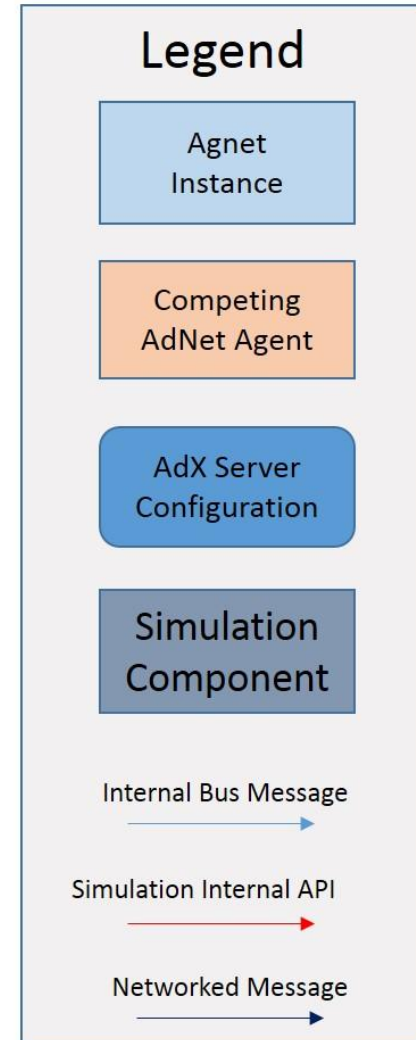 Legend
Agnet
Instance
Competing
AdNet Agent
AdX Server
Configuration
Simulation
Component
Internal Bus Message
Simulation Internal API
Networked Message